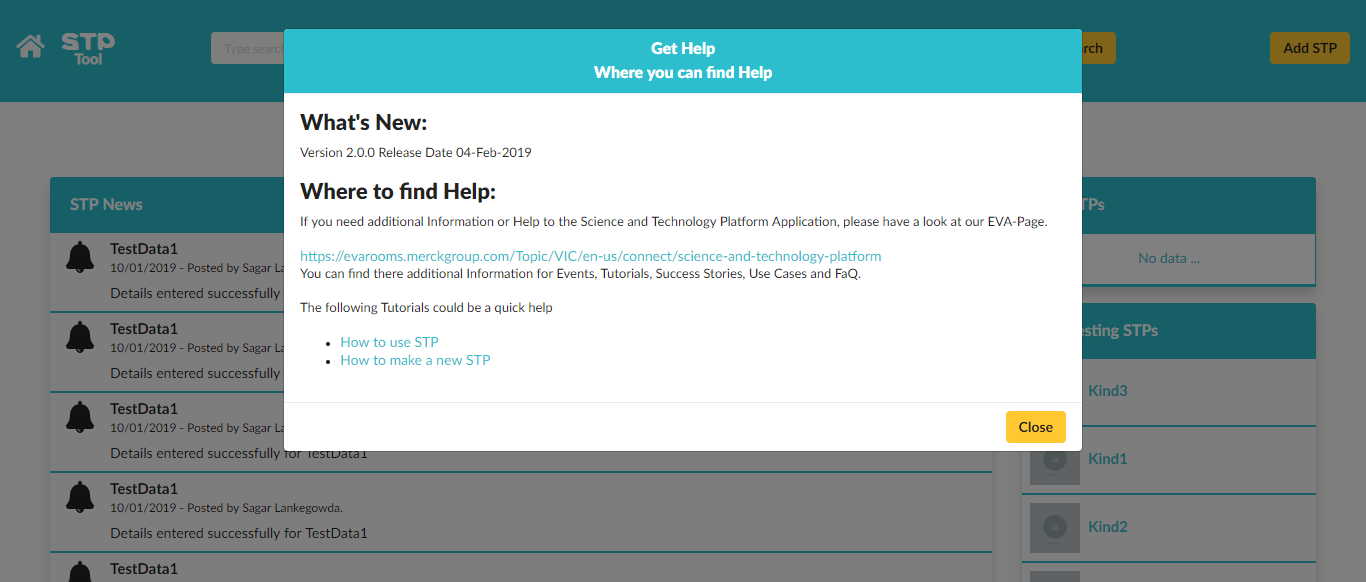 STP
Tool
Type search
rch
Add STP
Get Help
Where you can find Help
What's New:
Version 2.0.0 Release Date 04-Feb-2019
Where to find Help:
If you need additional Information or Help to the Science and Technology Platform Application, please have a look at our EVA-Page.
https://evarooms.merckgroup.com/Topic/VIC/en-us/connect/science-and-technology-platform
You can find there additional Information for Events, Tutorials, Success Stories, Use Cases and FaQ.
The following Tutorials could be a quick help
How to use STP
How to make a new STP
Close
STP News
TestData1
10/01/2019 - Posted by Sagar La
Details entered successfully
TestData1
10/01/2019 - Posted by Sagar La
Details entered successfully
TestData1
10/01/2019 - Posted by Sagar La
Details entered successfully for TestData1
TestData1
10/01/2019 - Posted by Sagar Lankegowda.
Details entered successfully for TestData1
TestData1
TPs
No data ...
esting STPs
Kind3
Kind1
Kind2